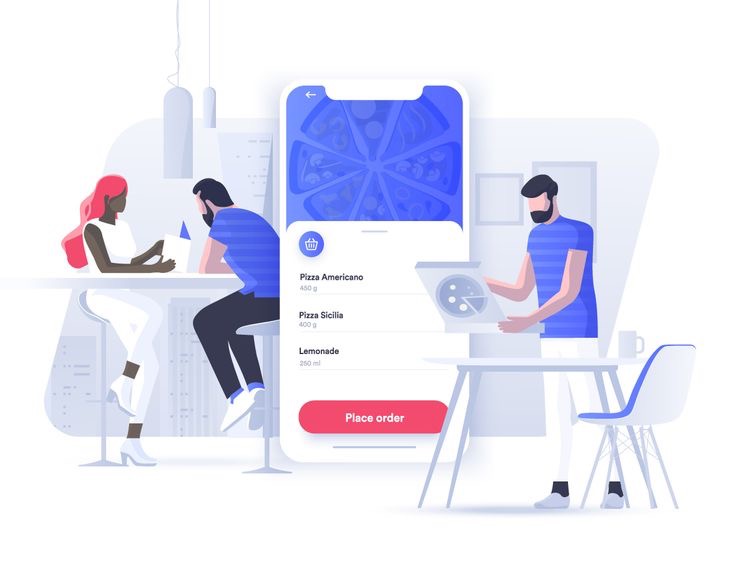 Pizza Americano
450 g
Pizza Sicilia
400 g
Lemonade
250 ml
Place order